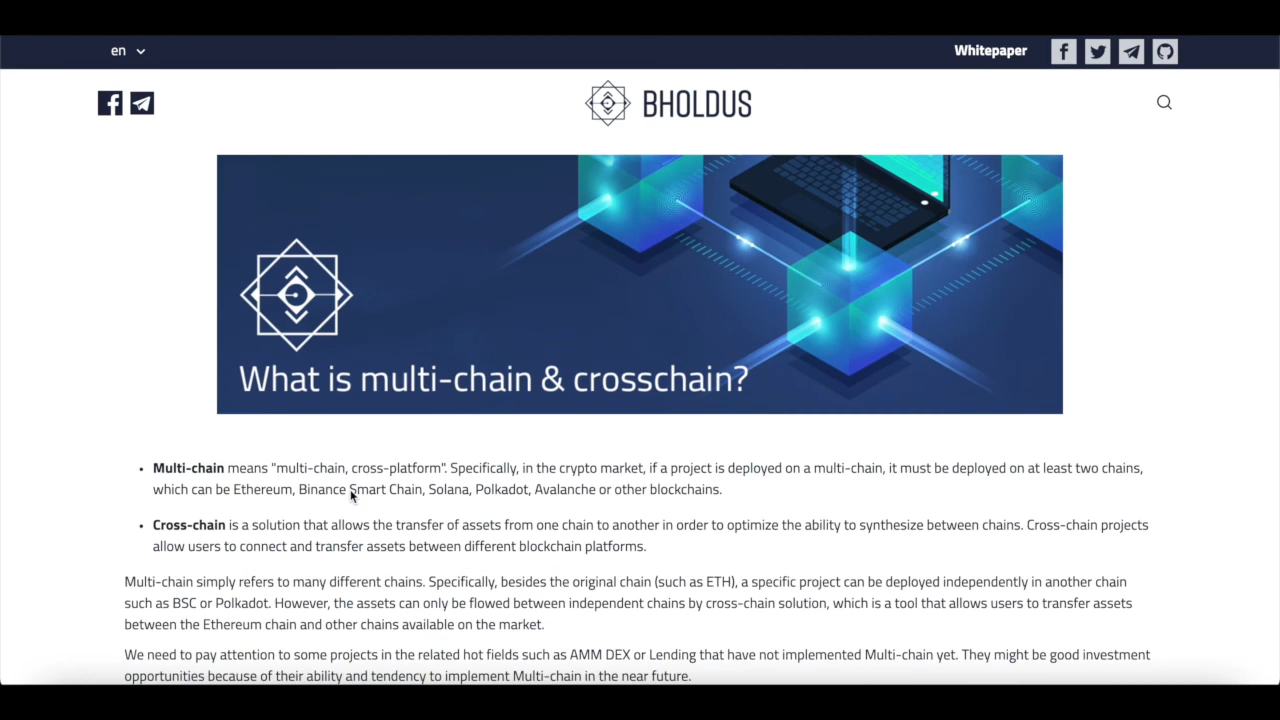 en
Whitepaper
BHOLDUS
What is multi-chain & crosschain?
• Multi-chain means "multi-chain, cross-platform". Specifically, in the crypto market, if a project is deployed on a multi-chain, it must be deployed on at least two chains,
which can be Ethereum, Binance Smart Chain, Solana, Polkadot, Avalanche or other blockchains.
• Cross-chain is a solution that allows the transfer of assets from one chain to another in order to optimize the ability to synthesize between chains. Cross-chain projects
allow users to connect and transfer assets between different blockchain platforms.
Multi-chain simply refers to many different chains. Specifically, besides the original chain (such as ETH), a specific project can be deployed independently in another chain
such as BSC or Polkadot. However, the assets can only be flowed between independent chains by cross-chain solution, which is a tool that allows users to transfer assets
between the Ethereum chain and other chains available on the market.
We need to pay attention to some projects in the related hot fields such as AMM DEX or Lending that have not implemented Multi-chain yet. They might be good investment
opportunities because of their ability and tendency to implement Multi-chain in the near future.